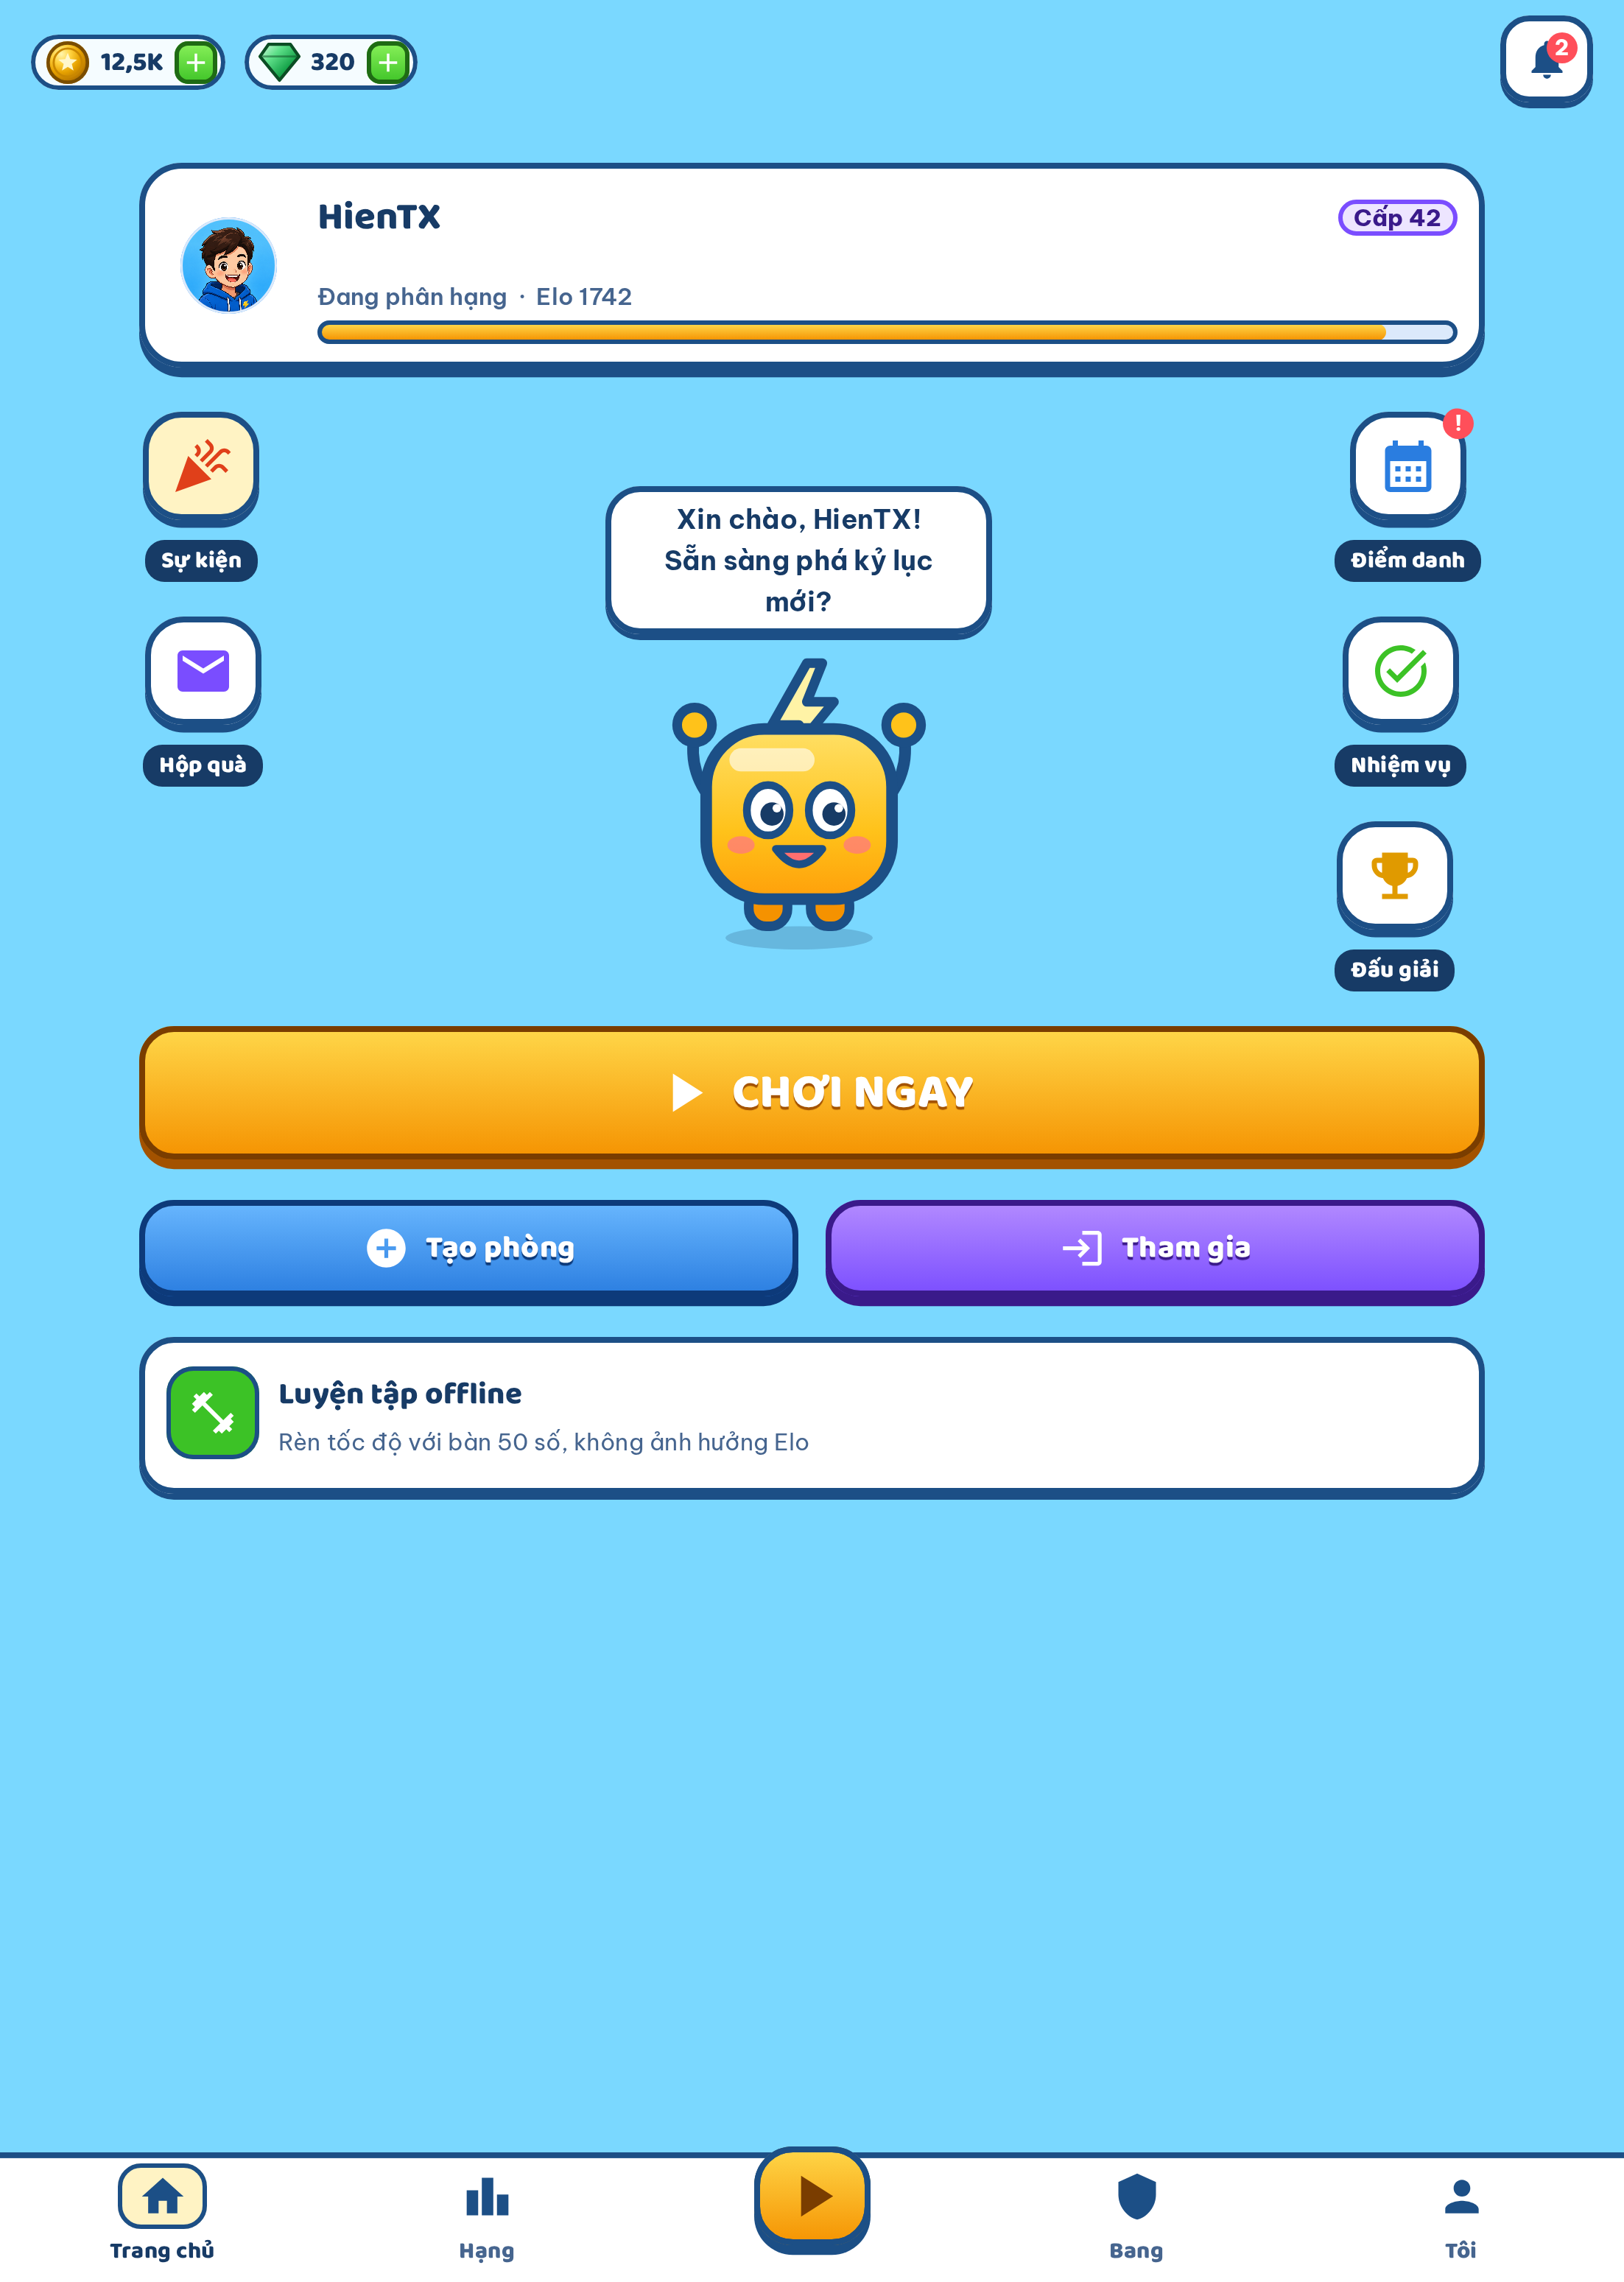 12,5K
320
2
HienTX
Cấp 42
Đang phân hạng · Elo 1742
!
Sự kiện
Điểm danh
Xin chào, HienTX!
Sẵn sàng phá kỷ lục
mới?
Hộp quà
Nhiệm vụ
Đấu giải
CHƠI NGAY
Tạo phòng
Tham gia
Luyện tập offline
Rèn tốc độ với bàn 50 số, không ảnh hưởng Elo
Trang chủ
Hạng
Bang
Tôi